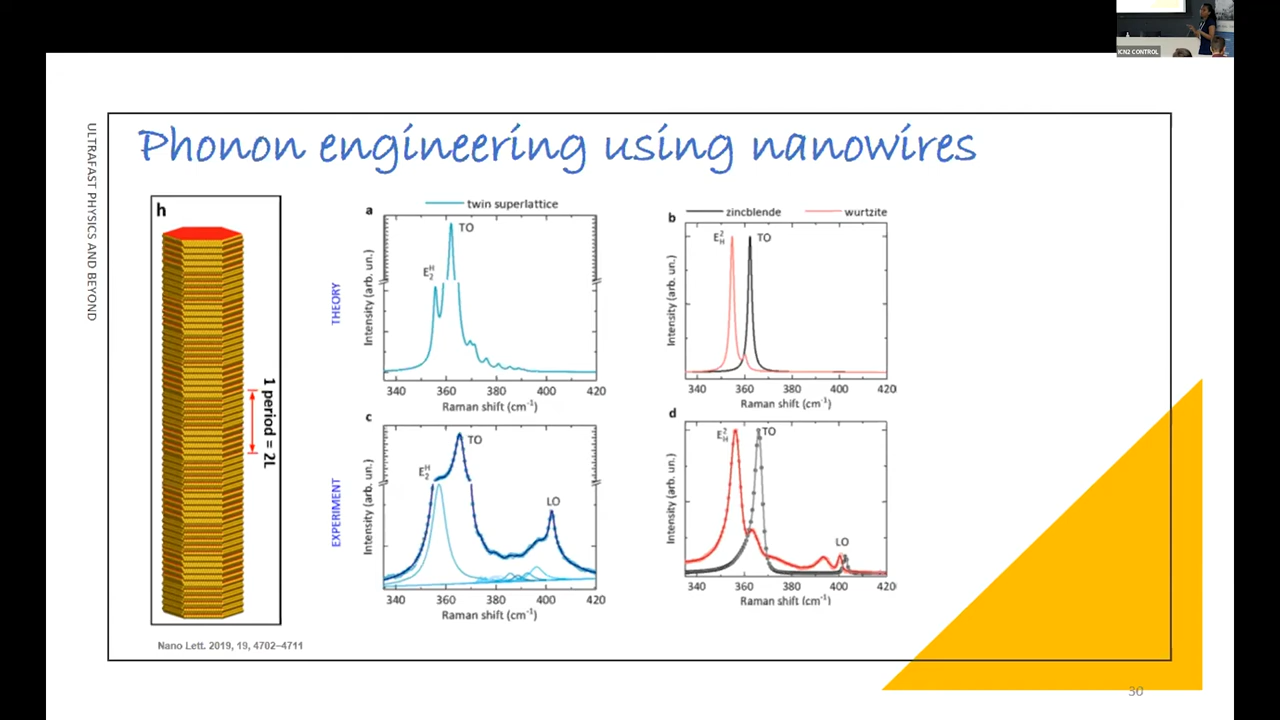 ICN2 CONTROL
ULTRAFAST PHYSICS AND BEYOND
Phonon engineering using nanowires
h
1 period = 2L
Nano Lett. 2019, 19, 4702–4711
THEORY
EXPERIMENT
a
twin superlattice
TO
E₂ᴴ
Intensity (arb. un.)
340 360 380 400 420
Raman shift (cm⁻¹)
b
zincblende wurtzite
E²_H TO
Intensity (arb. un.)
340 360 380 400 420
Raman shift (cm⁻¹)
c
TO
E₂ᴴ
LO
Intensity (arb. un.)
340 360 380 400 420
Raman shift (cm⁻¹)
d
E²_H TO
LO
Intensity (arb. un.)
340 360 380 400 420
Raman shift (cm⁻¹)
30